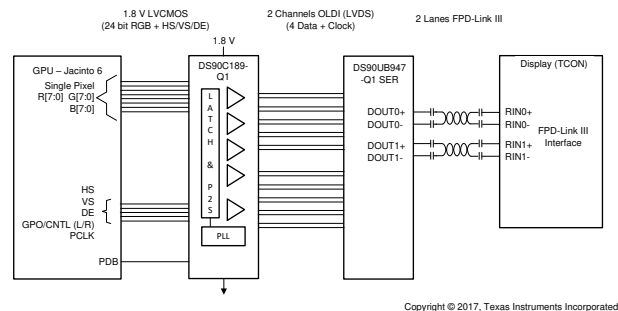 1.8 V LVCMOS
(24 bit RGB + HS/VS/DE)
2 Channels OLDI (LVDS)
(4 Data + Clock)
2 Lanes FPD-Link III
1.8 V
GPU – Jacinto 6
Single Pixel
R[7:0] G[7:0]
B[7:0]
HS
VS
DE
GPO/CNTL (L/R)
PCLK
PDB
DS90C189-
Q1
L
A
T
C
H
&
P
2
S
PLL
DS90UB947
-Q1 SER
DOUT0+
DOUT0-
DOUT1+
DOUT1-
Display (TCON)
RIN0+
RIN0-
FPD-Link III
Interface
RIN1+
RIN1-
Copyright © 2017, Texas Instruments Incorporated